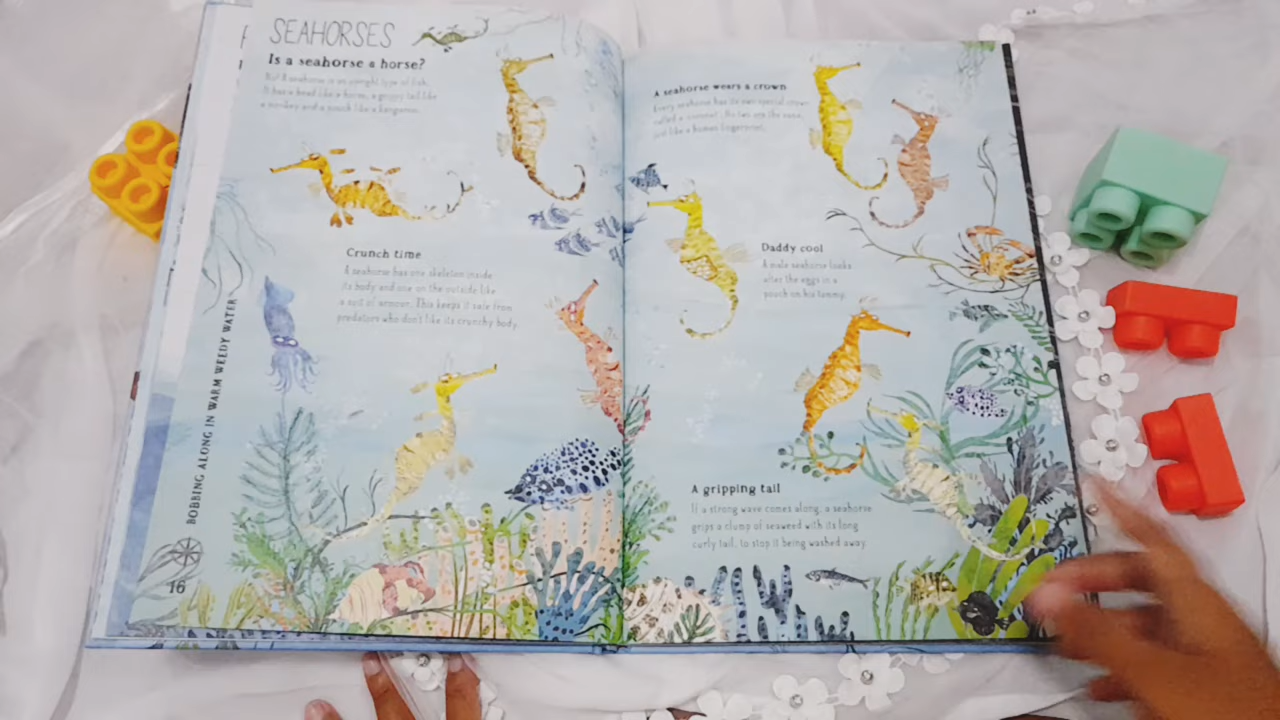 SEAHORSES
Is a seahorse a horse?
No! A seahorse is an upright type of fish.
It has a head like a horse, a grippy tail like
a monkey and a pouch like a kangaroo.
Crunch time
A seahorse has one skeleton inside
its body and one on the outside like
a suit of armour. This keeps it safe from
predators who don't like its crunchy body.
BOBBING ALONG IN WARM WEEDY WATER
16
A seahorse wears a crown
Every seahorse has its own special crown
called a coronet. No two are the same,
just like a human fingerprint.
Daddy cool
A male seahorse looks
after the eggs in a
pouch on his tummy.
A gripping tail
If a strong wave comes along, a seahorse
grips a clump of seaweed with its long
curly tail, to stop it being washed away.